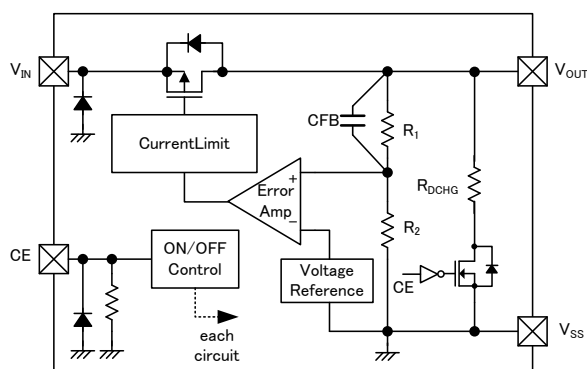 VIN
VOUT
CFB
R1
CurrentLimit
RDCHG
+
Error
Amp
−
R2
CE
ON/OFF
Control
Voltage
Reference
CE
each
circuit
VSS